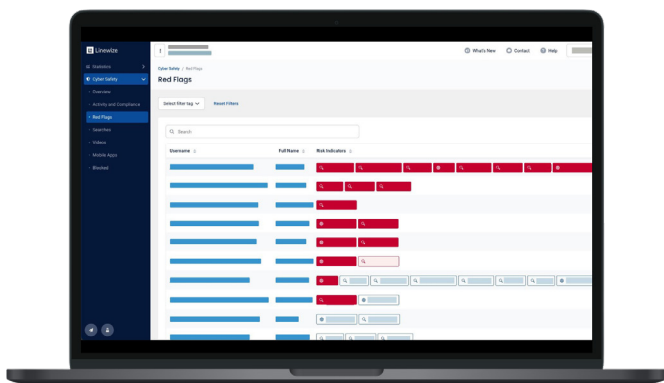 Linewize
What's New
Contact
Help
Statistics
Cyber Safety
Overview
Activity and Compliance
Red Flags
Searches
Videos
Mobile Apps
Blocked
Cyber Safety / Red Flags
Red Flags
Select filter tag
Reset Filters
Search
Username
Full Name
Risk Indicators